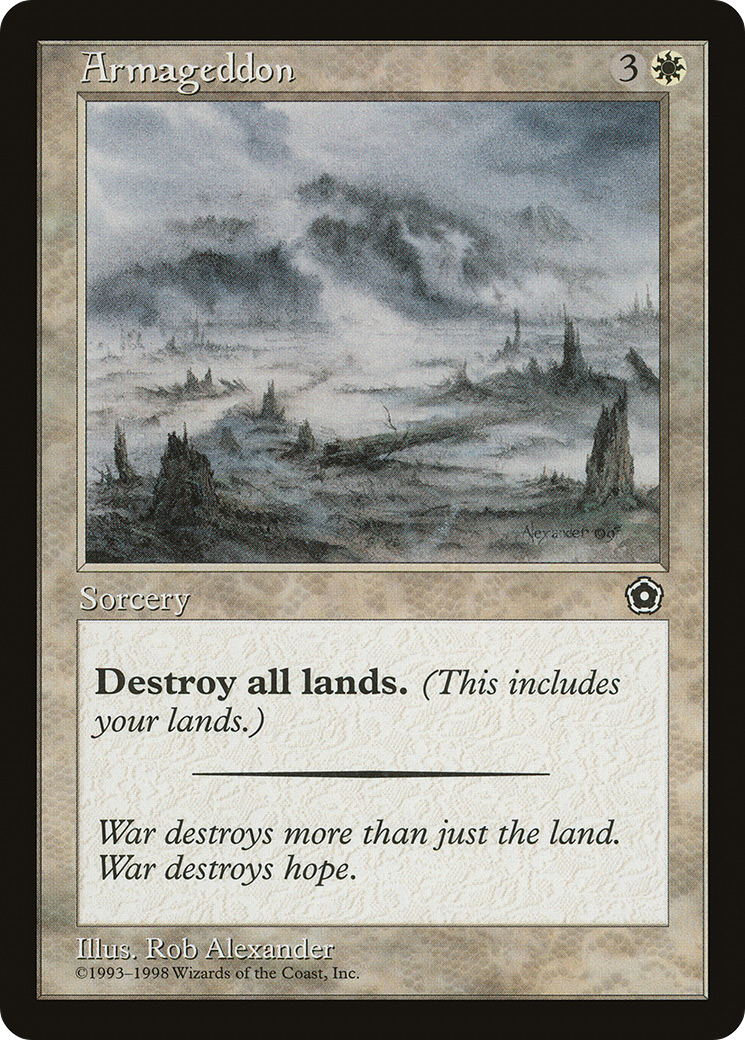 Armageddon 3
Alexander
Sorcery
Destroy all lands. (This includes
your lands.)
War destroys more than just the land.
War destroys hope.
Illus. Rob Alexander
©1993–1998 Wizards of the Coast, Inc.